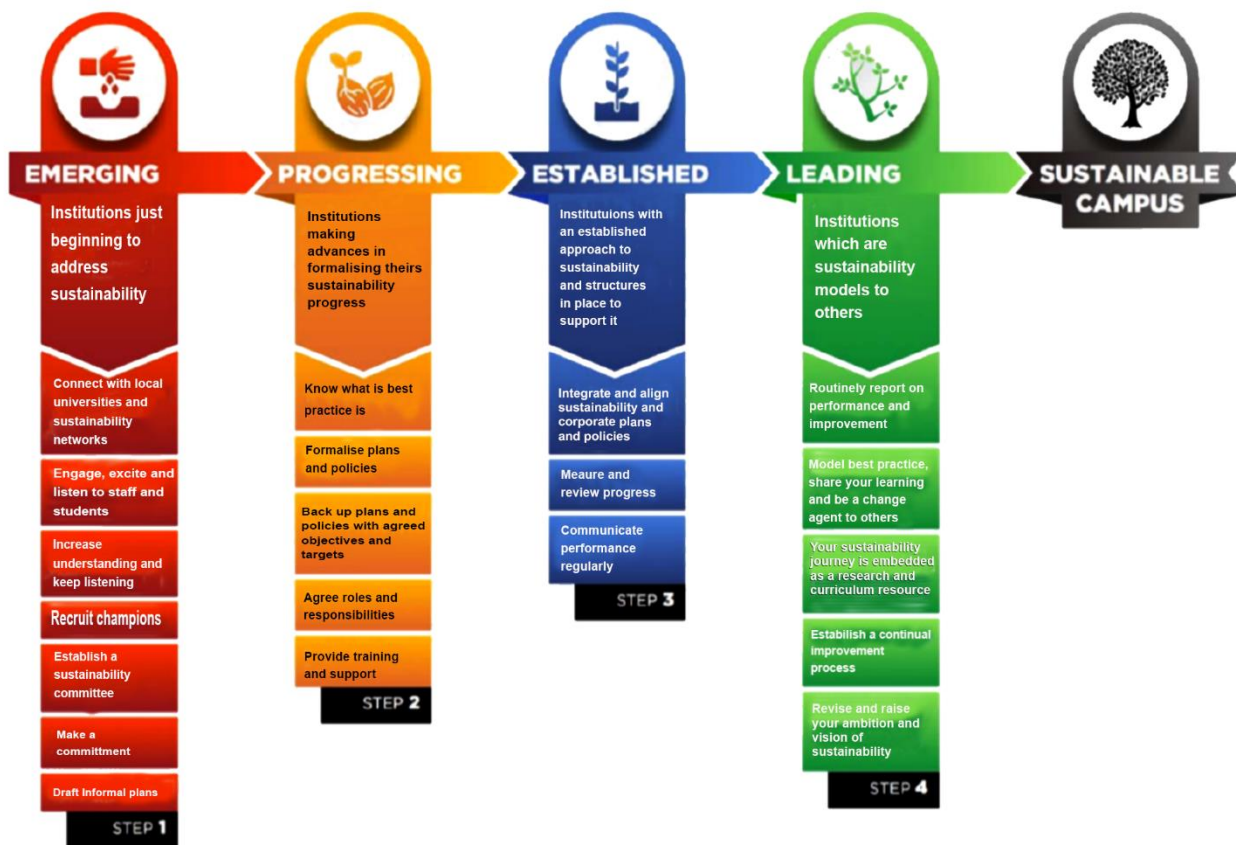 EMERGING
Institutions just
beginning to
address
sustainability
Connect with local
universities and
sustainability
networks
Engage, excite and
listen to staff and
students
Increase
understanding and
keep listening
Recruit champions
Establish a
sustainability
committee
Make a
committment
Draft Informal plans
STEP 1
PROGRESSING
Institutions
making
advances in
formalising theirs
sustainability
progress
Know what is best
practice is
Formalise plans
and policies
Back up plans and
policies with agreed
objectives and
targets
Agree roles and
responsibilities
Provide training
and support
STEP 2
ESTABLISHED
Institutuions with
an established
approach to
sustainability
and structures
in place to
support it
Integrate and align
sustainability and
corporate plans
and policies
Meaure and
review progress
Communicate
performance
regularly
STEP 3
LEADING
Institutions
which are
sustainability
models to
others
Routinely report on
performance and
improvement
Model best practice,
share your learning
and be a change
agent to others
Your sustainability
journey is embedded
as a research and
curriculum resource
Estabilish a continual
improvement
process
Revise and raise
your ambition and
vision of
sustainability
STEP 4
SUSTAINABLE
CAMPUS